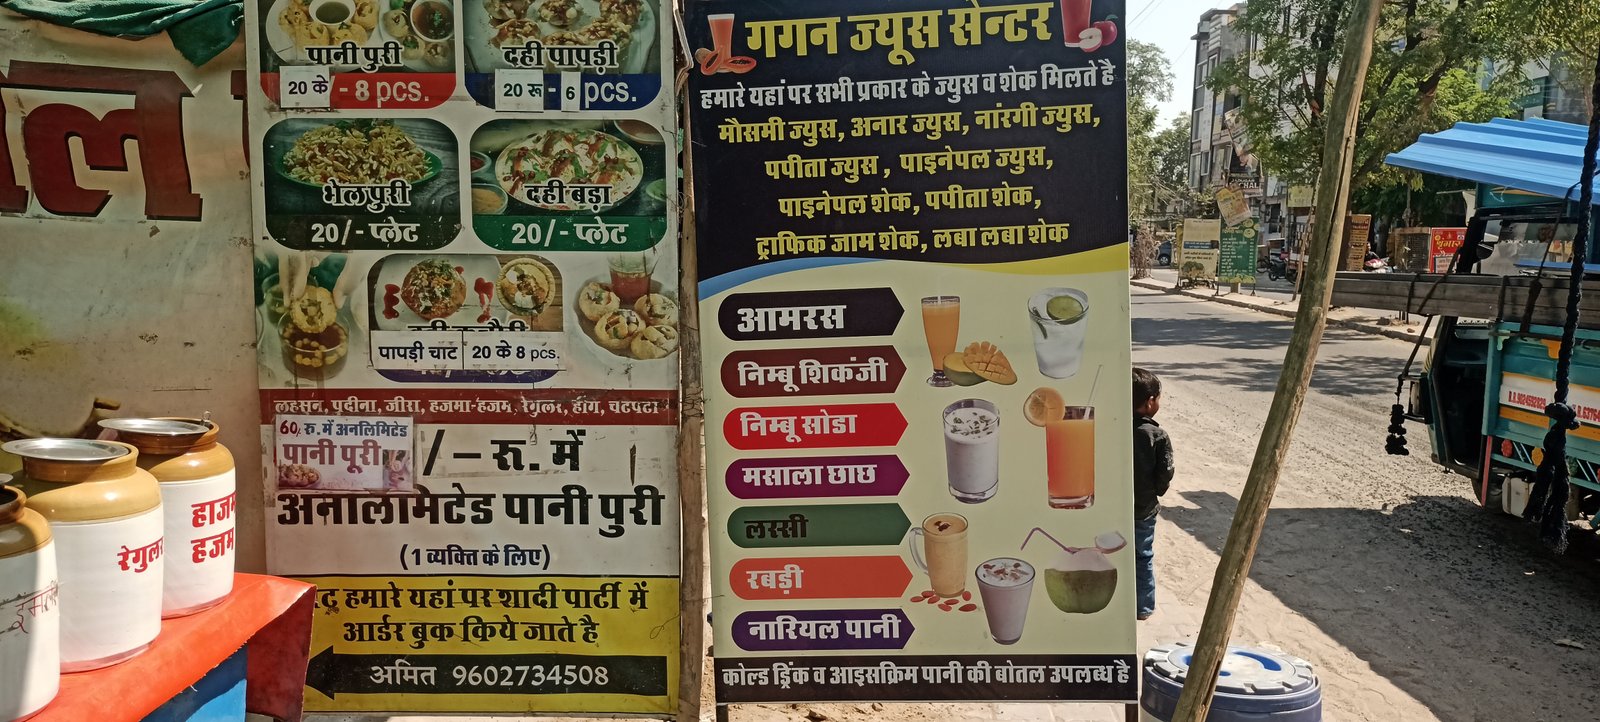 पानी पुरी
20 के - 8 pcs.
दही पापड़ी
20 रू - 6 pcs.
भेलपुरी
20/- प्लेट
दही बड़ा
20/- प्लेट
पापड़ी चाट 20 के 8 pcs.
लहसुन, पुदीना, जीरा, हजमा-हजम, रेगुलर, हींग, चटपटा
60 रु. में अनलिमिटेड
पानी पूरी
/- रू. में
अनलिमिटेड पानी पुरी
(1 व्यक्ति के लिए)
हमारे यहां पर शादी पार्टी में
आर्डर बुक किये जाते है
अमित 9602734508
रेगुलर
हाजम
हजम
गगन ज्यूस सेन्टर
हमारे यहां पर सभी प्रकार के ज्युस व शेक मिलते है
मौसमी ज्युस, अनार ज्युस, नांरगी ज्युस,
पपीता ज्युस, पाइनेपल ज्युस,
पाइनेपल शेक, पपीता शेक,
ट्राफिक जाम शेक, लबा लबा शेक
आमरस
निम्बू शिकंजी
निम्बू सोडा
मसाला छाछ
लस्सी
रबड़ी
नारियल पानी
कोल्ड ड्रिंक व आइसक्रिम पानी की बोतल उपलब्ध है